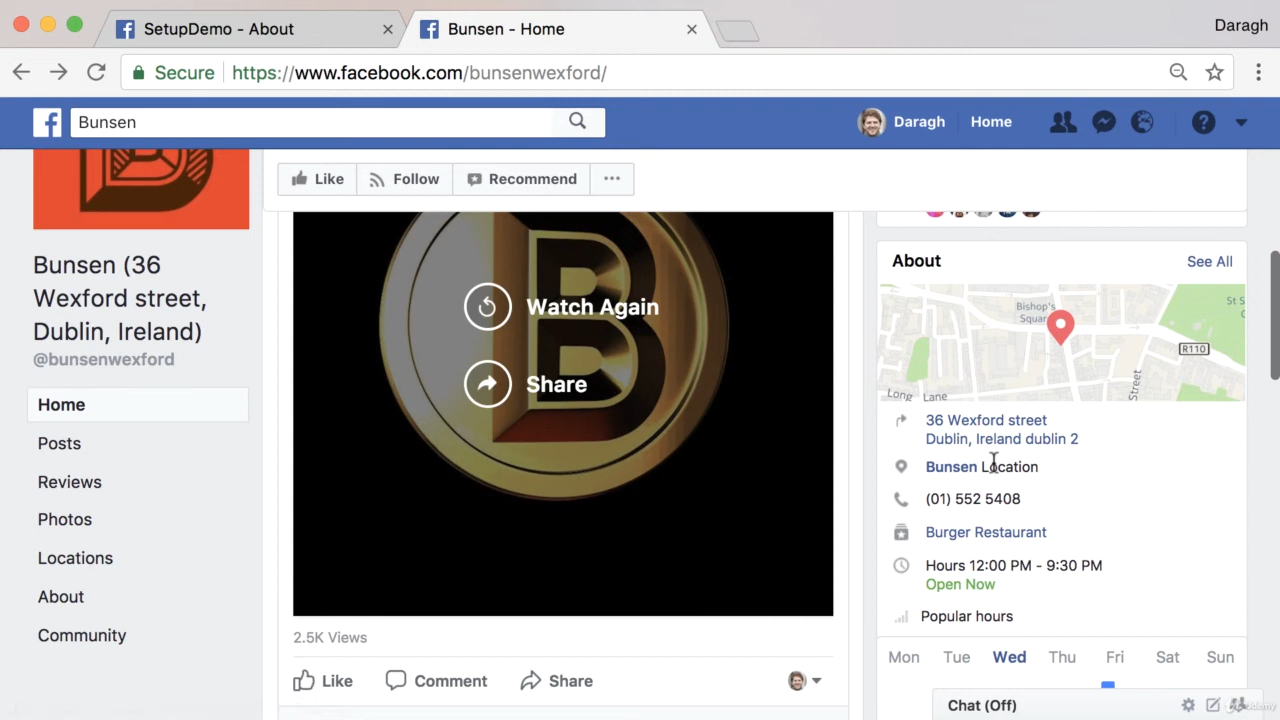 SetupDemo - About
Bunsen - Home
Daragh
Secure
https://www.facebook.com/bunsenwexford/
Bunsen
Daragh
Home
Like
Follow
Recommend
Bunsen (36
Wexford street,
Dublin, Ireland)
@bunsenwexford
Home
Posts
Reviews
Photos
Locations
About
Community
B
Watch Again
Share
2.5K Views
Like
Comment
Share
About
See All
Bishop's
Squar
St S
R110
Long Lane
Street
36 Wexford street
Dublin, Ireland dublin 2
Bunsen Location
(01) 552 5408
Burger Restaurant
Hours 12:00 PM - 9:30 PM
Open Now
Popular hours
Mon Tue Wed Thu Fri Sat Sun
Chat (Off)